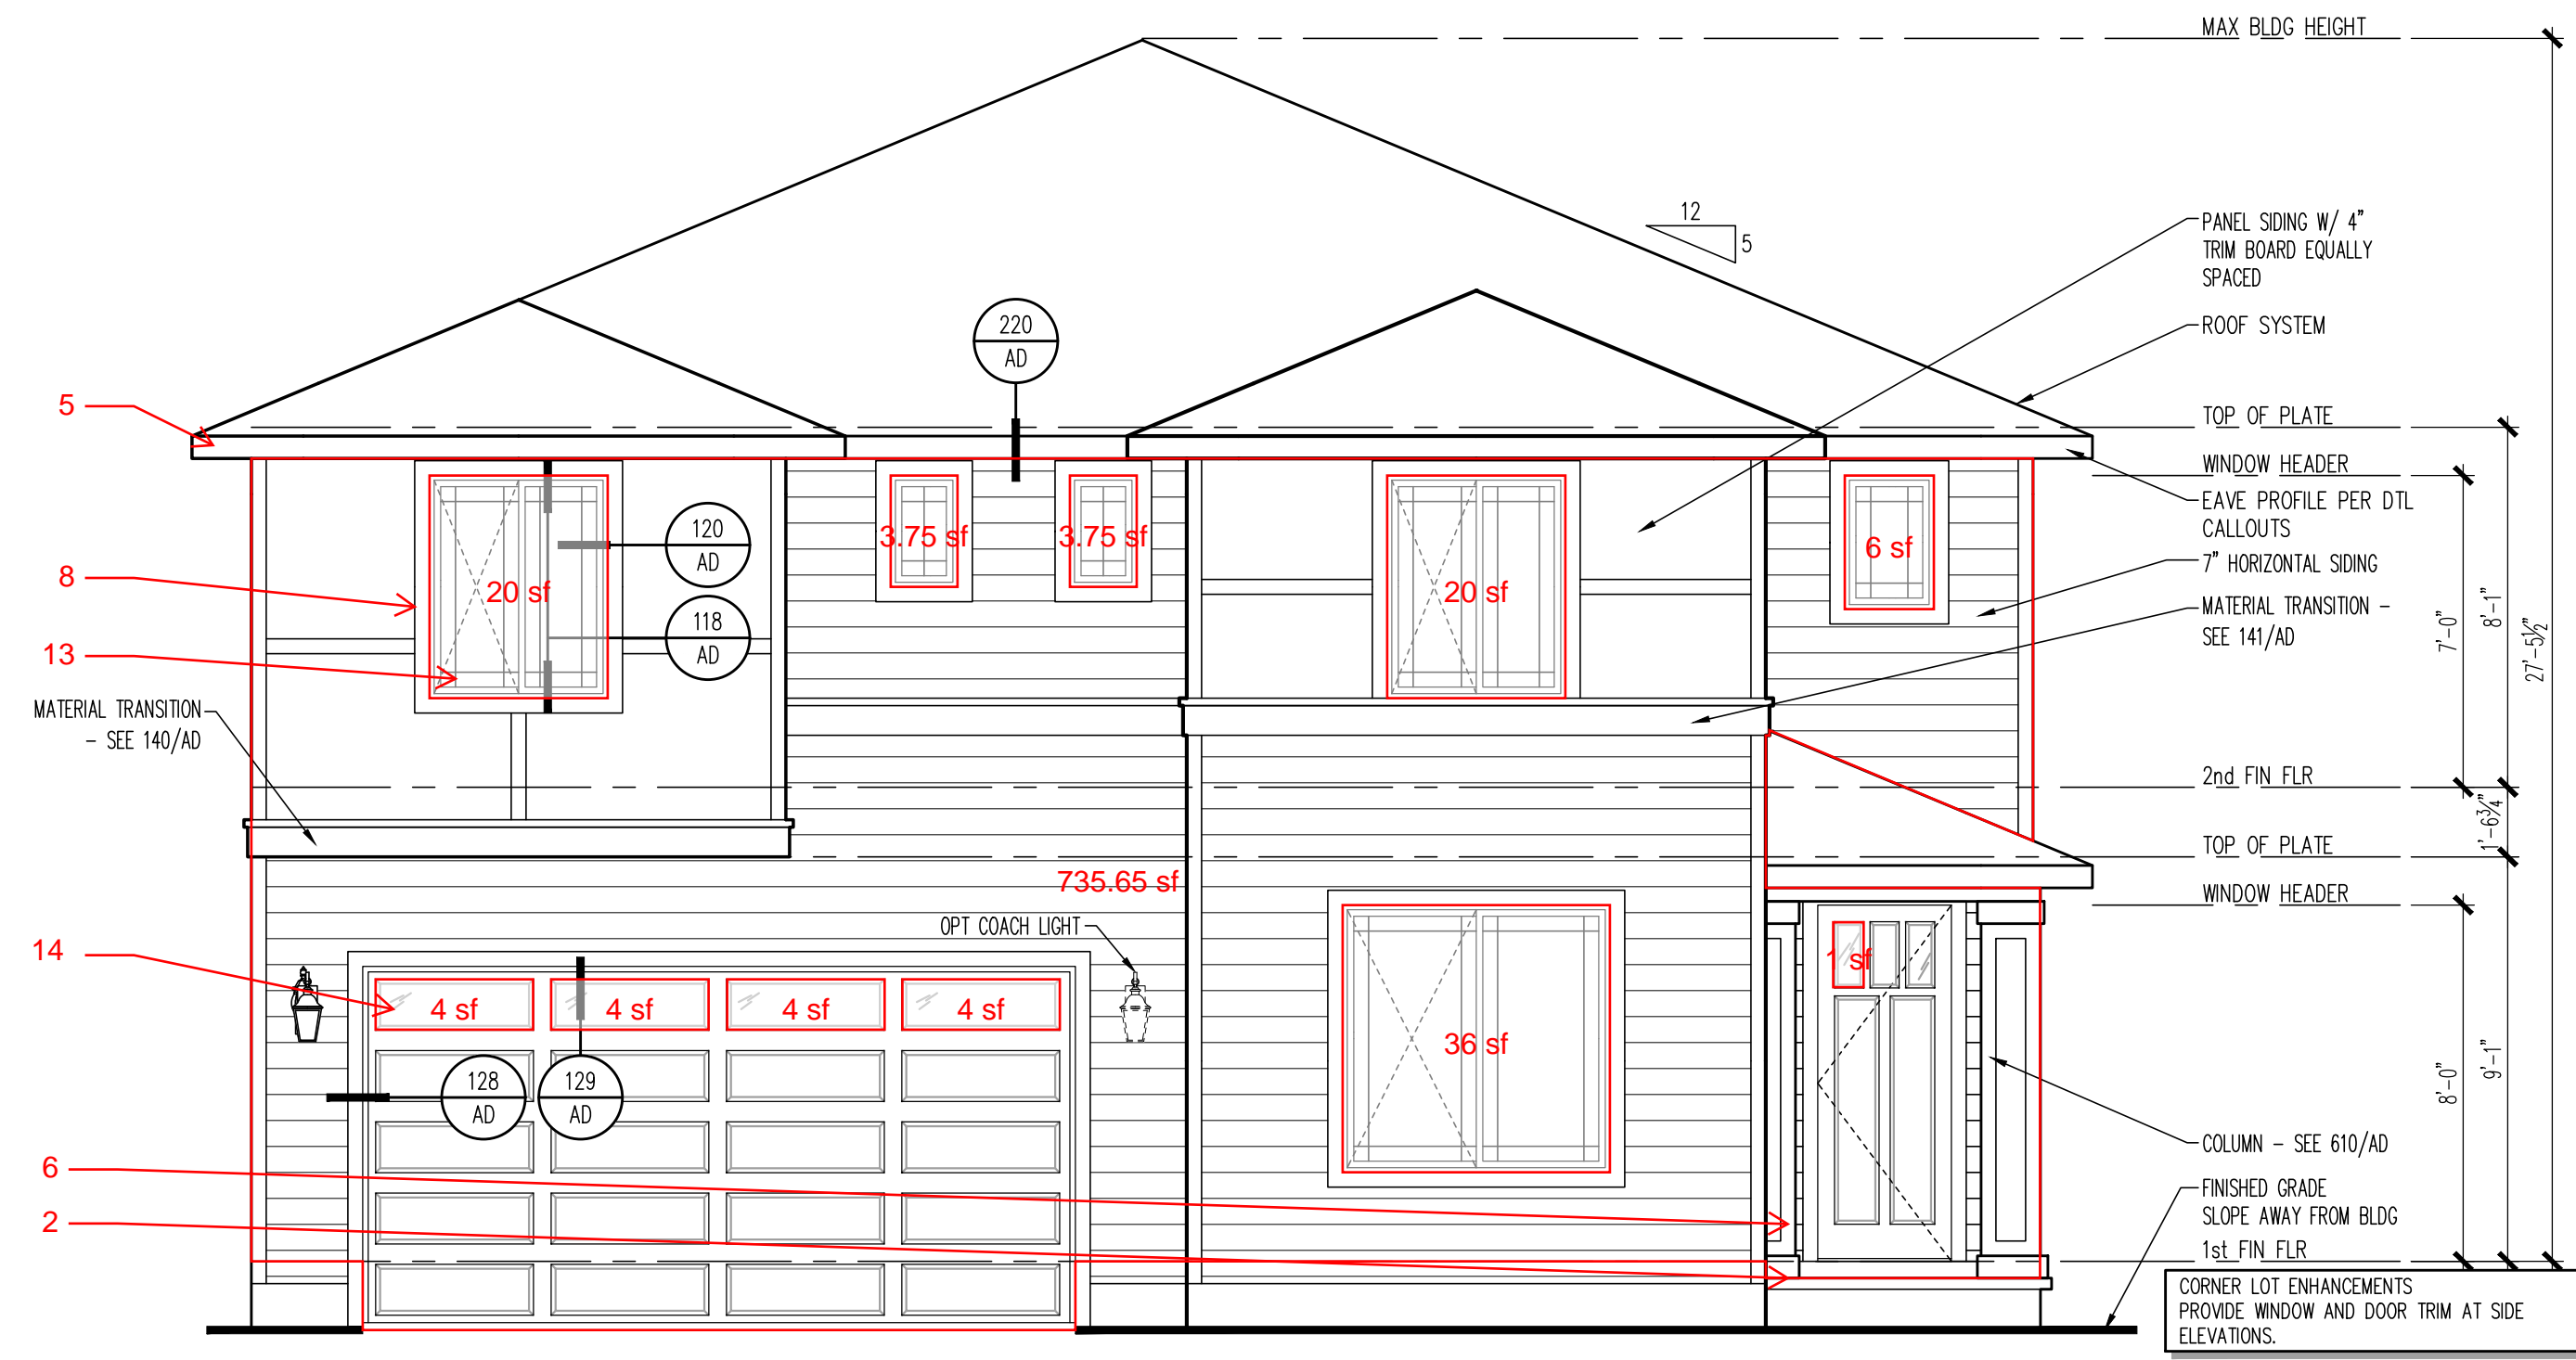 MAX BLDG HEIGHT
12
5
PANEL SIDING W/ 4"
TRIM BOARD EQUALLY
SPACED
ROOF SYSTEM
220
AD
5
TOP OF PLATE
WINDOW HEADER
EAVE PROFILE PER DTL
CALLOUTS
7" HORIZONTAL SIDING
MATERIAL TRANSITION –
SEE 141/AD
3.75 sf
3.75 sf
6 sf
120
AD
8
20 sf
20 sf
118
AD
13
7'-0"
8'-1"
27'-5½"
MATERIAL TRANSITION
– SEE 140/AD
2nd FIN FLR
1'-6¾"
TOP OF PLATE
735.65 sf
WINDOW HEADER
OPT COACH LIGHT
14
1 sf
4 sf
4 sf
4 sf
4 sf
36 sf
128
AD
129
AD
8'-0"
9'-1"
COLUMN – SEE 610/AD
6
FINISHED GRADE
SLOPE AWAY FROM BLDG
2
1st FIN FLR
CORNER LOT ENHANCEMENTS
PROVIDE WINDOW AND DOOR TRIM AT SIDE
ELEVATIONS.